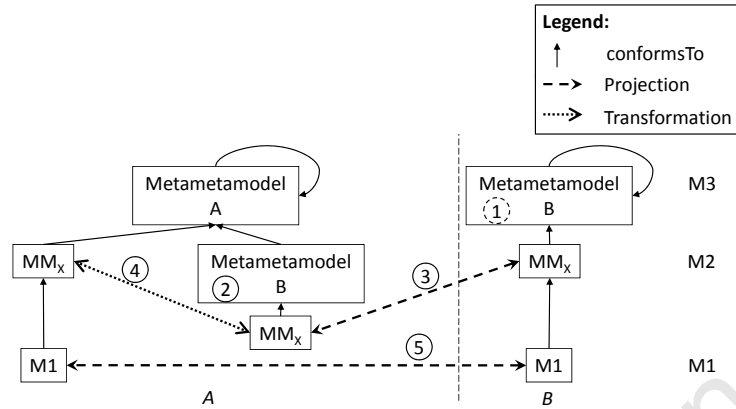 Legend:
conformsTo
Projection
Transformation
Metametamodel
A
Metametamodel
1 B
M3
MMX
4
Metametamodel
2 B
3
MMX
M2
MMX
M1
5
M1
M1
A
B